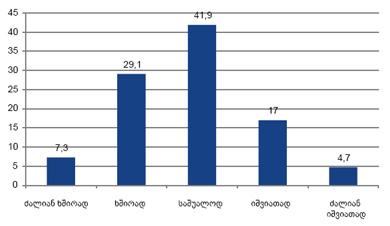 45
40
35
30
25
20
15
10
5
0
7,3
29,1
41,9
17
4,7
ძალიან ხშირად
ხშირად
საშუალოდ
იშვიათად
ძალიან
იშვიათად